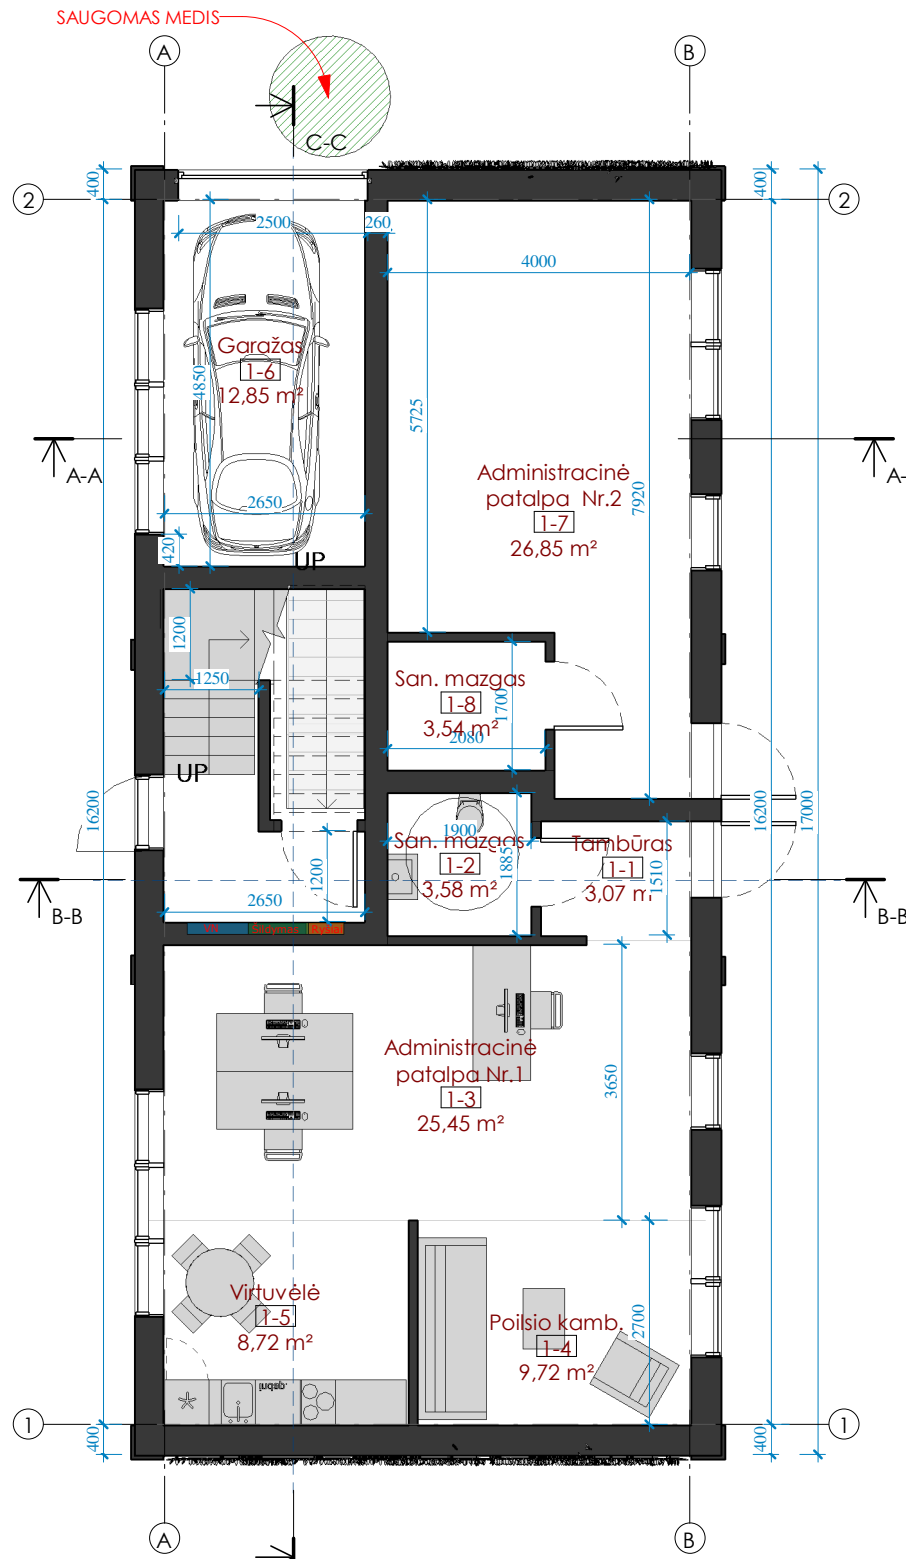 SAUGOMAS MEDIS
A
B
C-C
400
400
2
2
2500
260
4000
Garažas
1-6
12,85 m²
4850
5725
A-A
A-
Administracinė
patalpa Nr.2
1-7
26,85 m²
7920
2650
420
UP
1200
1250
San. mazgas
1-8
3,54 m²
1700
2080
UP
16200
16200
17000
1900
San. mazgas
1-2
3,58 m²
1885
Tambūras
1-1
3,07 m
1510
1200
B-B
B-B
2650
Administracinė
patalpa Nr.1
1-3
25,45 m²
3650
Virtuvėlė
1-5
8,72 m²
Poilsio kamb.
1-4
9,72 m²
2700
1
1
400
400
A
B